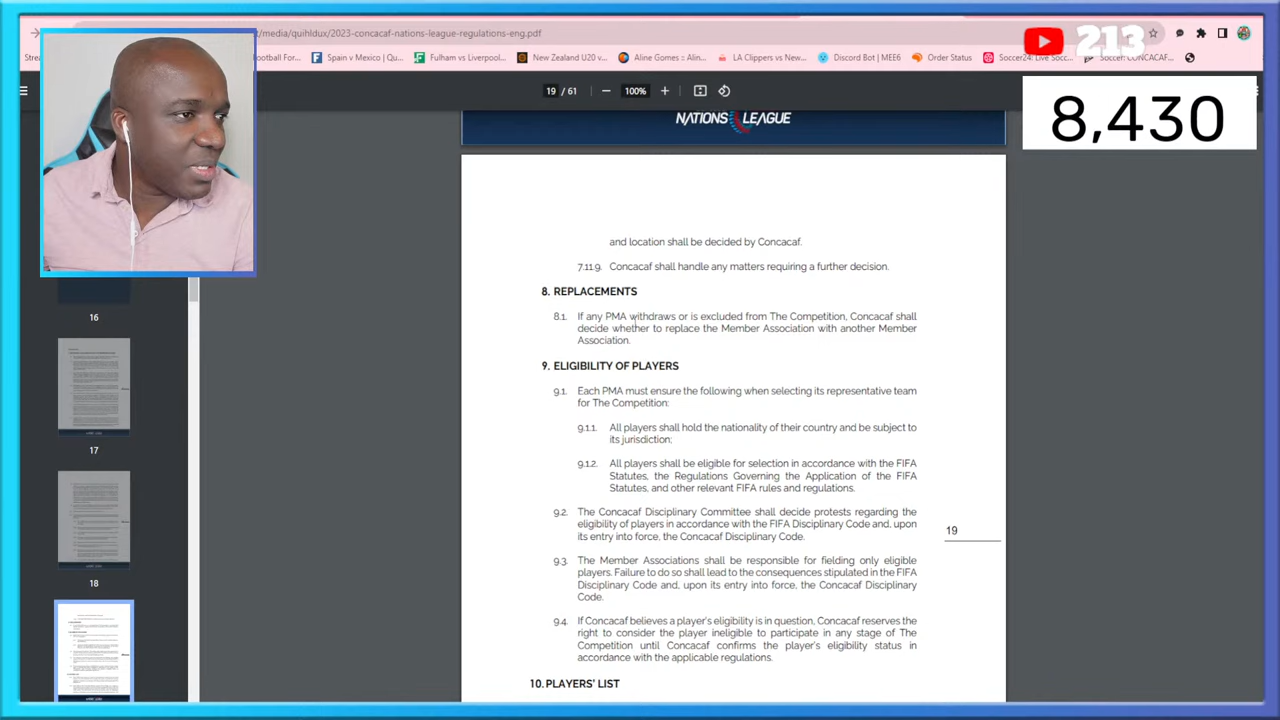 t/media/quihldux/2023-concacaf-nations-league-regulations-eng.pdf
213
Strea
ootball For...
Spain v Mexico | Qu...
Fulham vs Liverpool...
New Zealand U20 v...
Aline Games :: Alin...
LA Clippers vs New...
Discord Bot | MEE6
Order Status
Soccer24: Live Socc...
Soccer: CONCACAF...
19 / 61
100%
8,430
NATIONS LEAGUE
and location shall be decided by Concacaf.
7.11.9. Concacaf shall handle any matters requiring a further decision.
8. REPLACEMENTS
8.1. If any PMA withdraws or is excluded from The Competition, Concacaf shall
decide whether to replace the Member Association with another Member
Association.
9. ELIGIBILITY OF PLAYERS
9.1. Each PMA must ensure the following when selecting its representative team
for The Competition:
9.1.1. All players shall hold the nationality of their country and be subject to
its jurisdiction;
9.1.2. All players shall be eligible for selection in accordance with the FIFA
Statutes, the Regulations Governing the Application of the FIFA
Statutes, and other relevant FIFA rules and regulations.
9.2. The Concacaf Disciplinary Committee shall decide protests regarding the
eligibility of players in accordance with the FIFA Disciplinary Code and, upon
its entry into force, the Concacaf Disciplinary Code.
19
9.3. The Member Associations shall be responsible for fielding only eligible
players. Failure to do so shall lead to the consequences stipulated in the FIFA
Disciplinary Code and, upon its entry into force, the Concacaf Disciplinary
Code.
9.4. If Concacaf believes a player's eligibility is in question, Concacaf reserves the
right to consider the player ineligible to participate in any stage of The
Competition until Concacaf confirms the player's eligibility status in
accordance with the applicable regulations.
10. PLAYERS' LIST
16
17
18